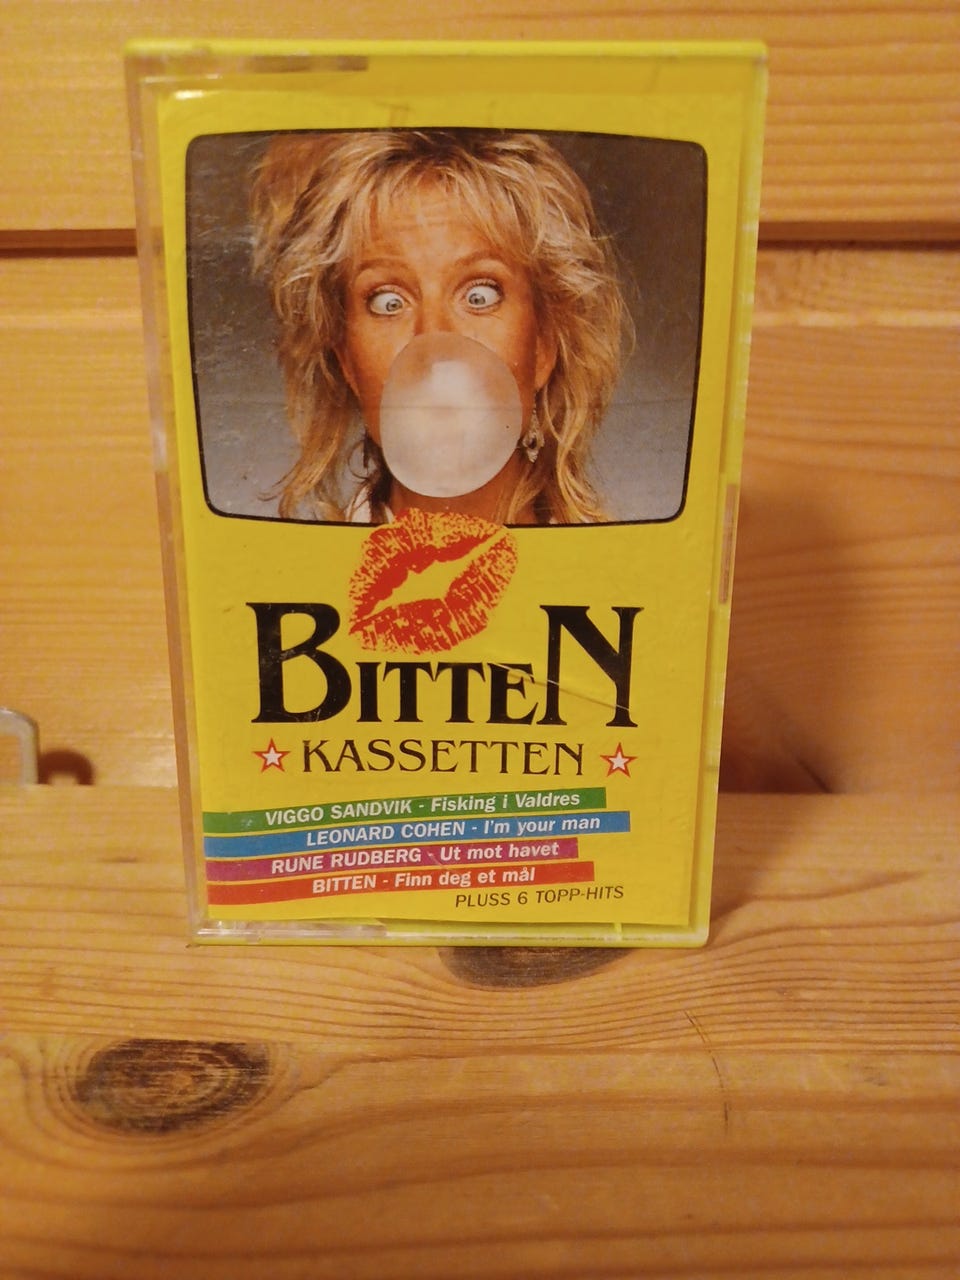 BITTEN
KASSETTEN
VIGGO SANDVIK - Fisking i Valdres
LEONARD COHEN - I'm your man
RUNE RUDBERG - Ut mot havet
BITTEN - Finn deg et mål
PLUSS 6 TOPP-HITS